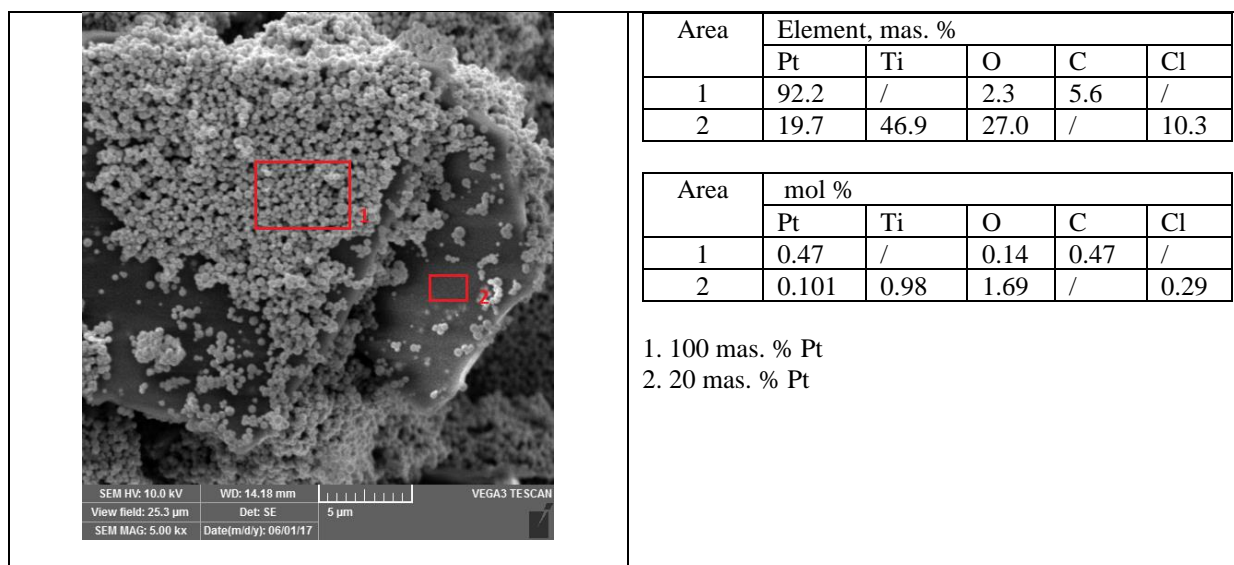 1
2
SEM HV: 10.0 kV WD: 14.18 mm VEGA3 TESCAN
View field: 25.3 µm Det: SE 5 µm
SEM MAG: 5.00 kx Date(m/d/y): 06/01/17
Area Element, mas. %
Pt Ti O C Cl
1 92.2 / 2.3 5.6 /
2 19.7 46.9 27.0 / 10.3
Area mol %
Pt Ti O C Cl
1 0.47 / 0.14 0.47 /
2 0.101 0.98 1.69 / 0.29
1. 100 mas. % Pt
2. 20 mas. % Pt